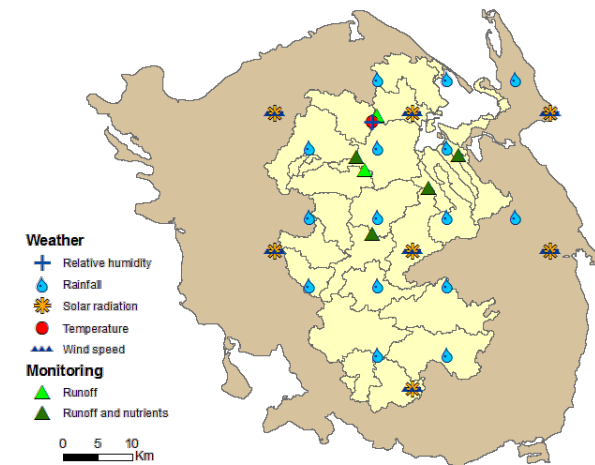 Weather
Relative humidity
Rainfall
Solar radiation
Temperature
Wind speed
Monitoring
Runoff
Runoff and nutrients
0 5 10
Km